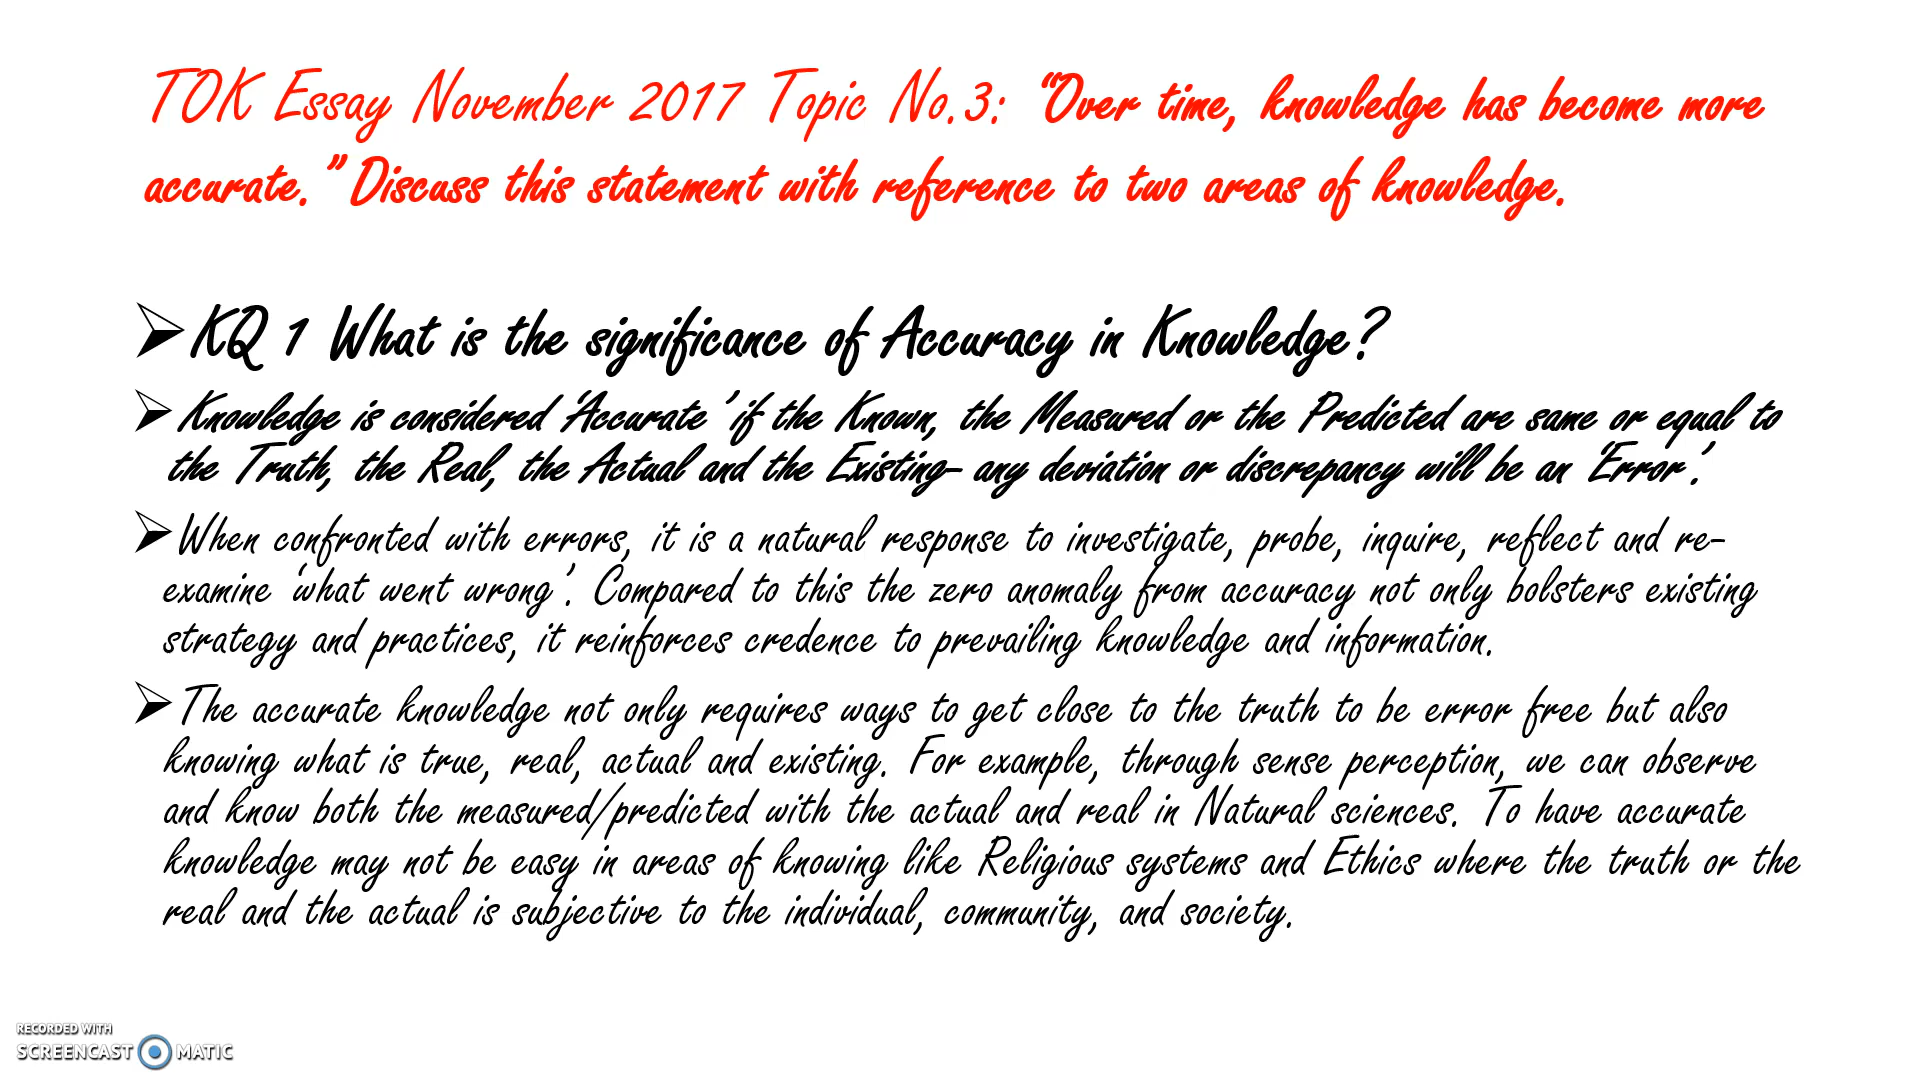 TOK Essay November 2017 Topic No.3: “Over time, knowledge has become more
accurate.” Discuss this statement with reference to two areas of knowledge.
➢KQ 1 What is the significance of Accuracy in Knowledge?
➢Knowledge is considered ‘Accurate’ if the Known, the Measured or the Predicted are same or equal to
the Truth, the Real, the Actual and the Existing– any deviation or discrepancy will be an ‘Error’.
➢When confronted with errors, it is a natural response to investigate, probe, inquire, reflect and re-
examine ‘what went wrong’. Compared to this the zero anomaly from accuracy not only bolsters existing
strategy and practices, it reinforces credence to prevailing knowledge and information.
➢The accurate knowledge not only requires ways to get close to the truth to be error free but also
knowing what is true, real, actual and existing. For example, through sense perception, we can observe
and know both the measured/predicted with the actual and real in Natural sciences. To have accurate
knowledge may not be easy in areas of knowing like Religious systems and Ethics where the truth or the
real and the actual is subjective to the individual, community, and society.
RECORDED WITH
SCREENCAST MATIC